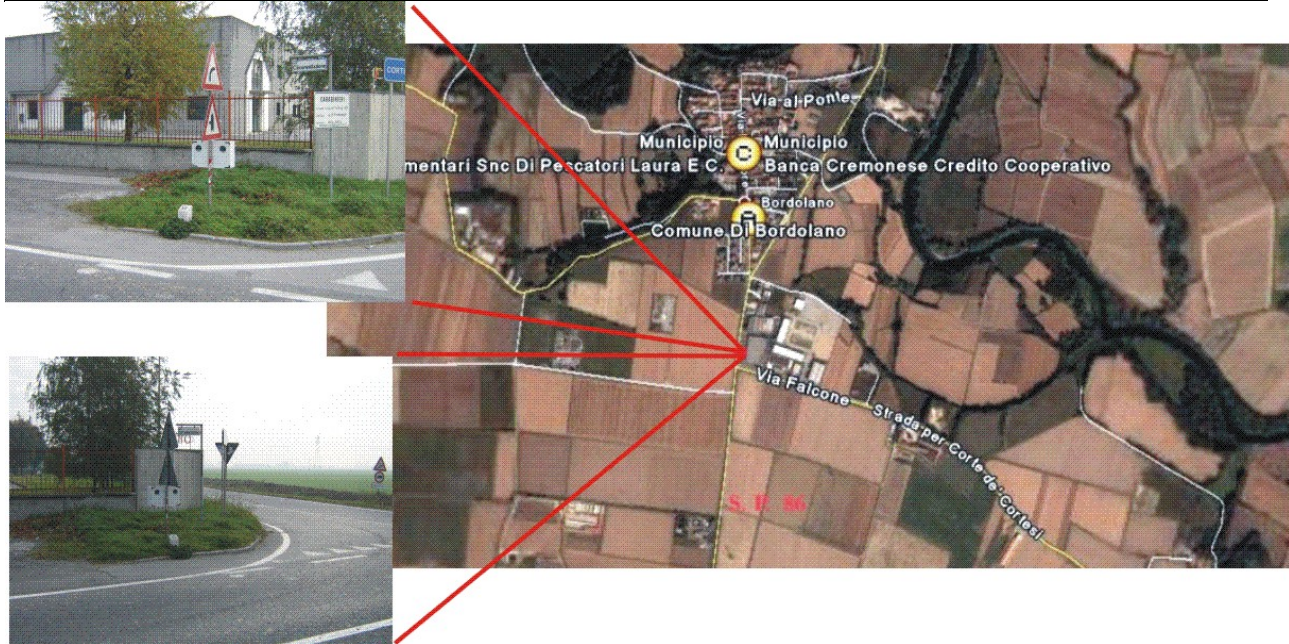 CORTE
CARABINIERI
Via al Ponte
Municipio
Municipio
C
mentari Snc Di Pescatori Laura E C.
Banca Cremonese Credito Cooperativo
Bordolano
Comune Di Bordolano
Via Falcone
Strada per Corte de' Cortesi
S. P. 86